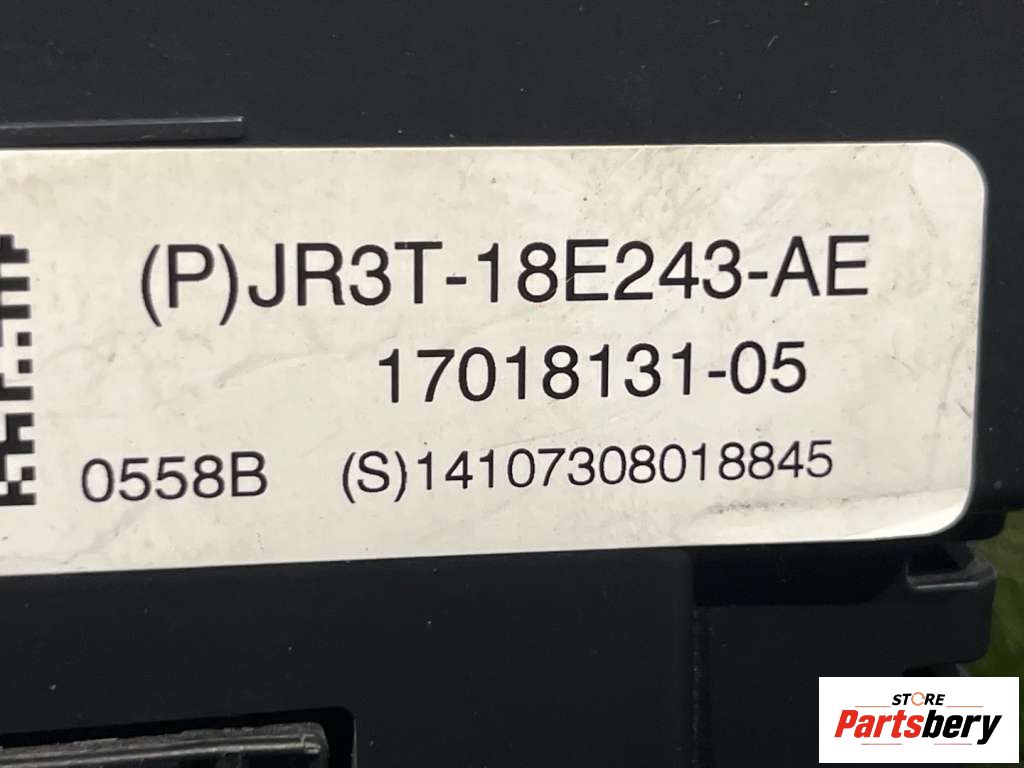 (P)JR3T-18E243-AE
17018131-05
0558B (S)14107308018845
STORE
Partsbery